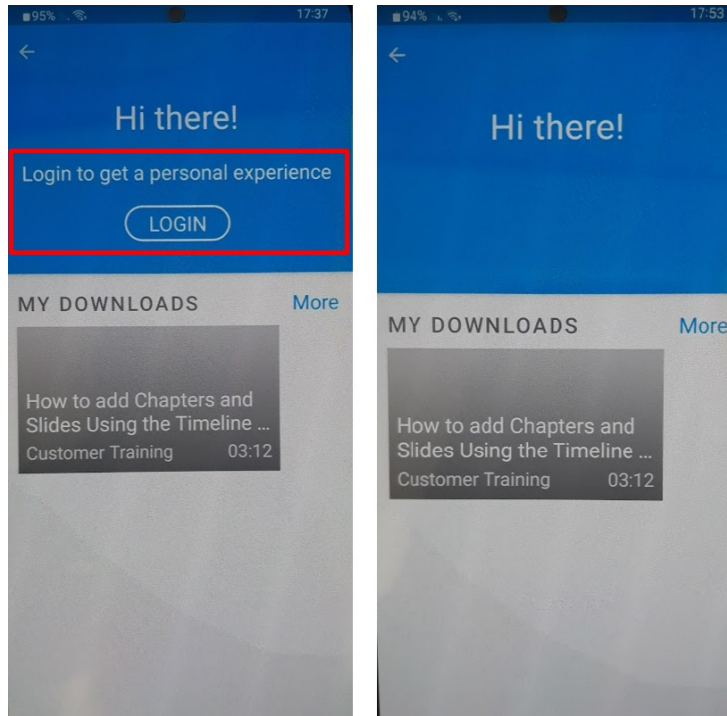 95%
17:37
Hi there!
Login to get a personal experience
LOGIN
MY DOWNLOADS
More
How to add Chapters and
Slides Using the Timeline ...
Customer Training
03:12
94%
17:53
Hi there!
MY DOWNLOADS
More
How to add Chapters and
Slides Using the Timeline ...
Customer Training
03:12